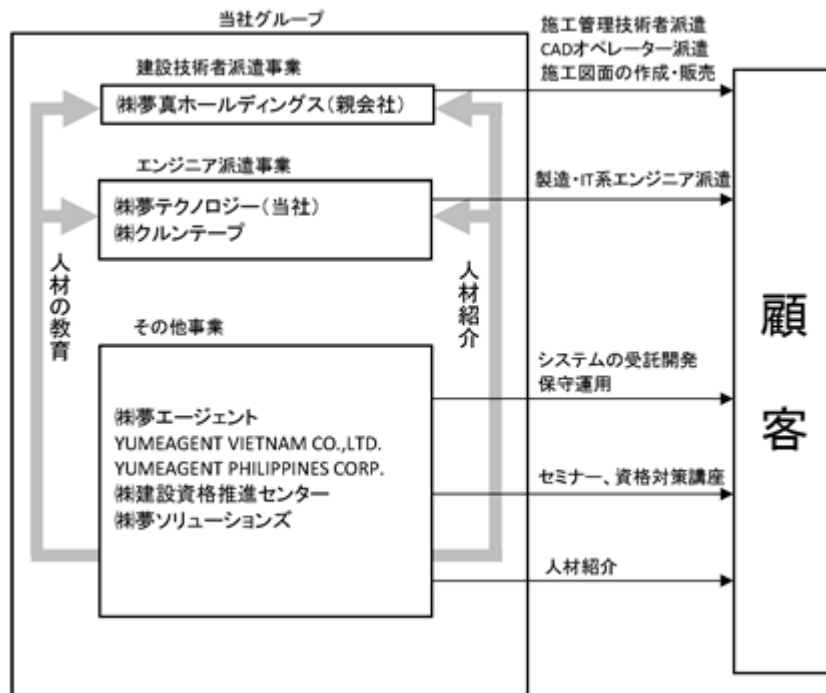 当社グループ
施工管理技術者派遣
CADオペレーター派遣
施工図面の作成・販売
建設技術者派遣事業
㈱夢真ホールディングス（親会社）
エンジニア派遣事業
製造・IT系エンジニア派遣
㈱夢テクノロジー（当社）
㈱クルンテープ
人材の教育
人材紹介
その他事業
顧客
システムの受託開発
保守運用
㈱夢エージェント
YUMEAGENT VIETNAM CO.,LTD.
YUMEAGENT PHILIPPINES CORP.
㈱建設資格推進センター
㈱夢ソリューションズ
セミナー、資格対策講座
人材紹介